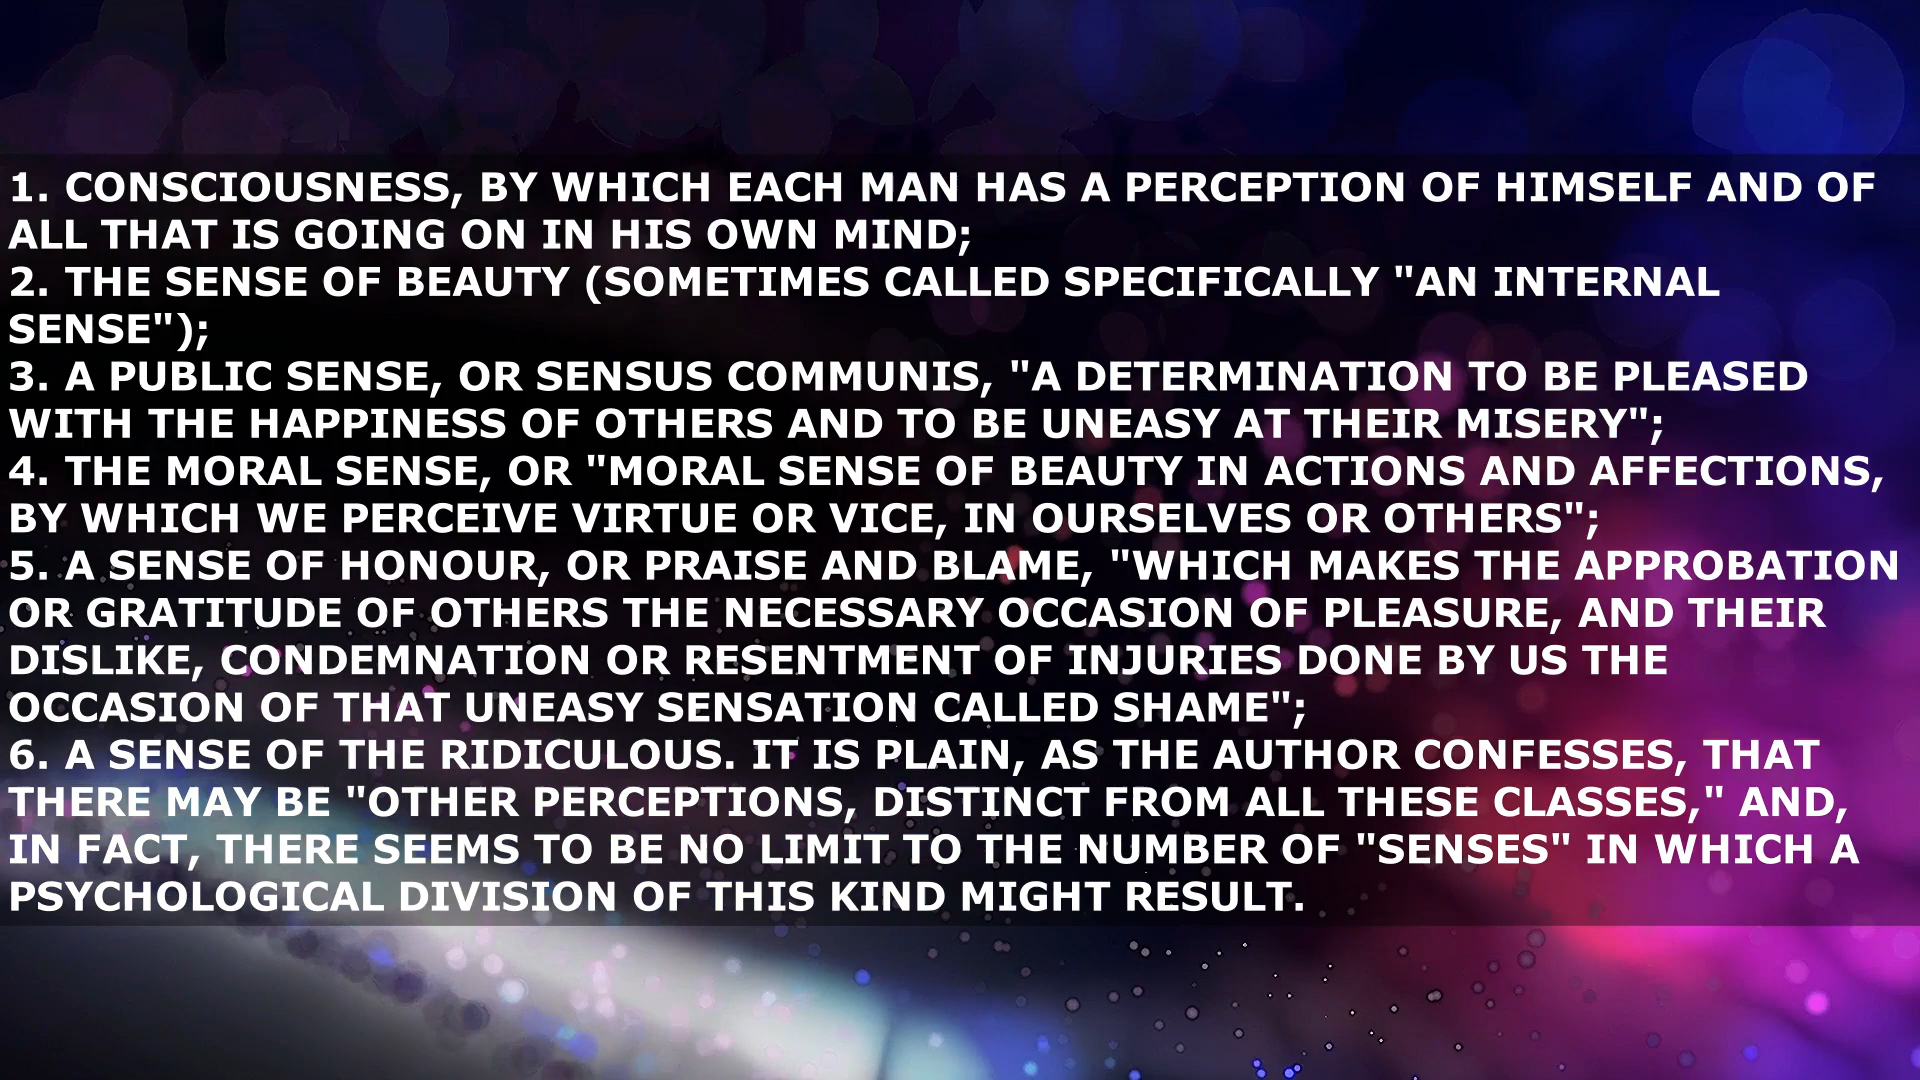 1. CONSCIOUSNESS, BY WHICH EACH MAN HAS A PERCEPTION OF HIMSELF AND OF
ALL THAT IS GOING ON IN HIS OWN MIND;
2. THE SENSE OF BEAUTY (SOMETIMES CALLED SPECIFICALLY "AN INTERNAL
SENSE");
3. A PUBLIC SENSE, OR SENSUS COMMUNIS, "A DETERMINATION TO BE PLEASED
WITH THE HAPPINESS OF OTHERS AND TO BE UNEASY AT THEIR MISERY";
4. THE MORAL SENSE, OR "MORAL SENSE OF BEAUTY IN ACTIONS AND AFFECTIONS,
BY WHICH WE PERCEIVE VIRTUE OR VICE, IN OURSELVES OR OTHERS";
5. A SENSE OF HONOUR, OR PRAISE AND BLAME, "WHICH MAKES THE APPROBATION
OR GRATITUDE OF OTHERS THE NECESSARY OCCASION OF PLEASURE, AND THEIR
DISLIKE, CONDEMNATION OR RESENTMENT OF INJURIES DONE BY US THE
OCCASION OF THAT UNEASY SENSATION CALLED SHAME";
6. A SENSE OF THE RIDICULOUS. IT IS PLAIN, AS THE AUTHOR CONFESSES, THAT
THERE MAY BE "OTHER PERCEPTIONS, DISTINCT FROM ALL THESE CLASSES," AND,
IN FACT, THERE SEEMS TO BE NO LIMIT TO THE NUMBER OF "SENSES" IN WHICH A
PSYCHOLOGICAL DIVISION OF THIS KIND MIGHT RESULT.